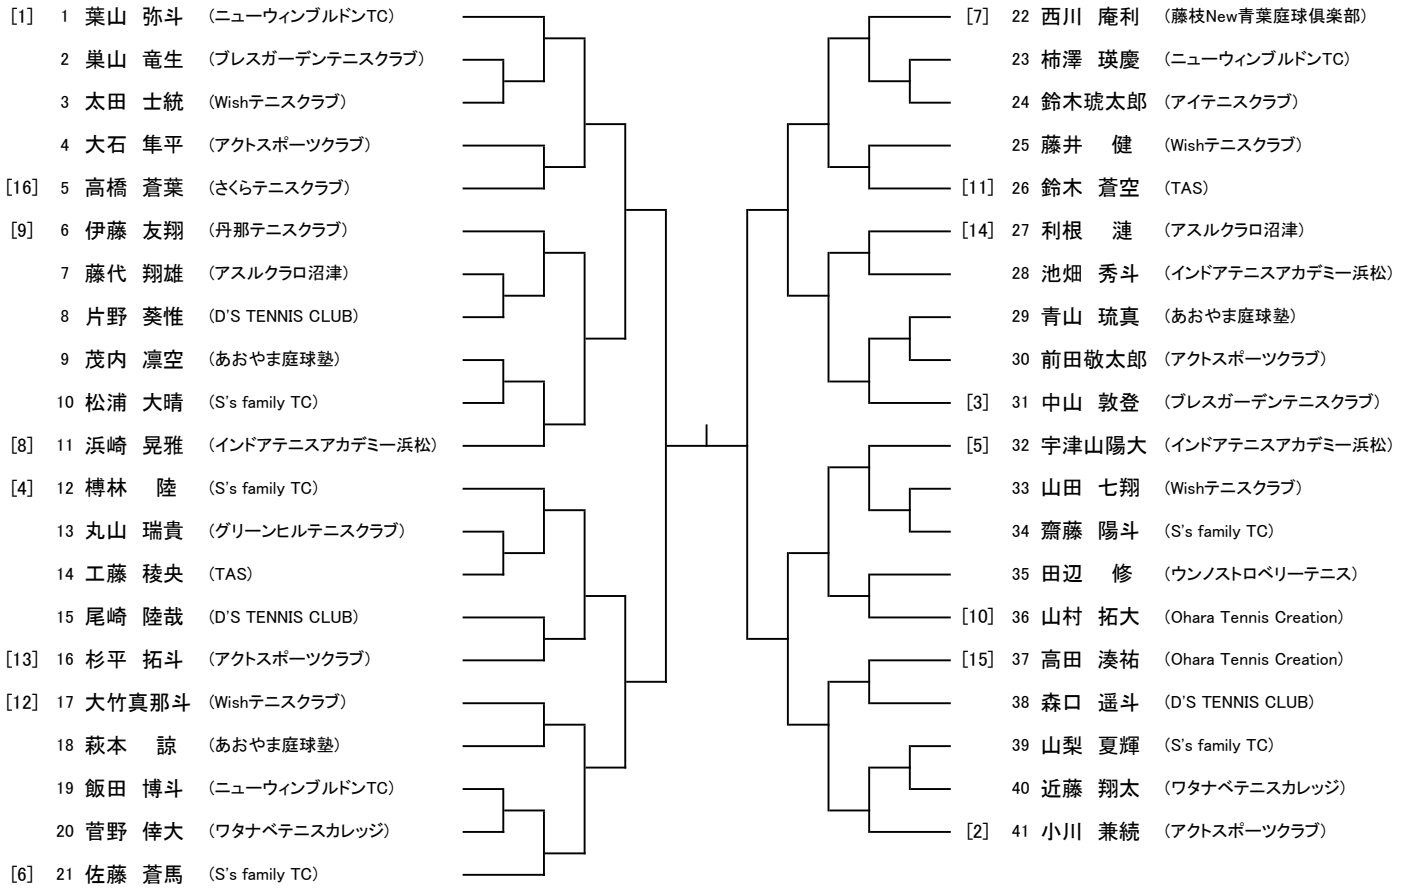 [1] 1 葉山 弥斗 (ニューウィンブルドンTC)
2 巣山 竜生 (ブレスガーデンテニスクラブ)
3 太田 士統 (Wishテニスクラブ)
4 大石 隼平 (アクトスポーツクラブ)
[16] 5 高橋 蒼葉 (さくらテニスクラブ)
[9] 6 伊藤 友翔 (丹那テニスクラブ)
7 藤代 翔雄 (アスルクラロ沼津)
8 片野 葵惟 (D'S TENNIS CLUB)
9 茂内 凛空 (あおやま庭球塾)
10 松浦 大晴 (S's family TC)
[8] 11 浜崎 晃雅 (インドアテニスアカデミー浜松)
[4] 12 榑林 陸 (S's family TC)
13 丸山 瑞貴 (グリーンヒルテニスクラブ)
14 工藤 稜央 (TAS)
15 尾崎 陸哉 (D'S TENNIS CLUB)
[13] 16 杉平 拓斗 (アクトスポーツクラブ)
[12] 17 大竹真那斗 (Wishテニスクラブ)
18 萩本 諒 (あおやま庭球塾)
19 飯田 博斗 (ニューウィンブルドンTC)
20 菅野 倖大 (ワタナベテニスカレッジ)
[6] 21 佐藤 蒼馬 (S's family TC)
[7] 22 西川 庵利 (藤枝New青葉庭球倶楽部)
23 柿澤 瑛慶 (ニューウィンブルドンTC)
24 鈴木琥太郎 (アイテニスクラブ)
25 藤井 健 (Wishテニスクラブ)
[11] 26 鈴木 蒼空 (TAS)
[14] 27 利根 漣 (アスルクラロ沼津)
28 池畑 秀斗 (インドアテニスアカデミー浜松)
29 青山 琉真 (あおやま庭球塾)
30 前田敬太郎 (アクトスポーツクラブ)
[3] 31 中山 敦登 (ブレスガーデンテニスクラブ)
[5] 32 宇津山陽大 (インドアテニスアカデミー浜松)
33 山田 七翔 (Wishテニスクラブ)
34 齋藤 陽斗 (S's family TC)
35 田辺 修 (ウンノストロベリーテニス)
[10] 36 山村 拓大 (Ohara Tennis Creation)
[15] 37 高田 湊祐 (Ohara Tennis Creation)
38 森口 遥斗 (D'S TENNIS CLUB)
39 山梨 夏輝 (S's family TC)
40 近藤 翔太 (ワタナベテニスカレッジ)
[2] 41 小川 兼続 (アクトスポーツクラブ)